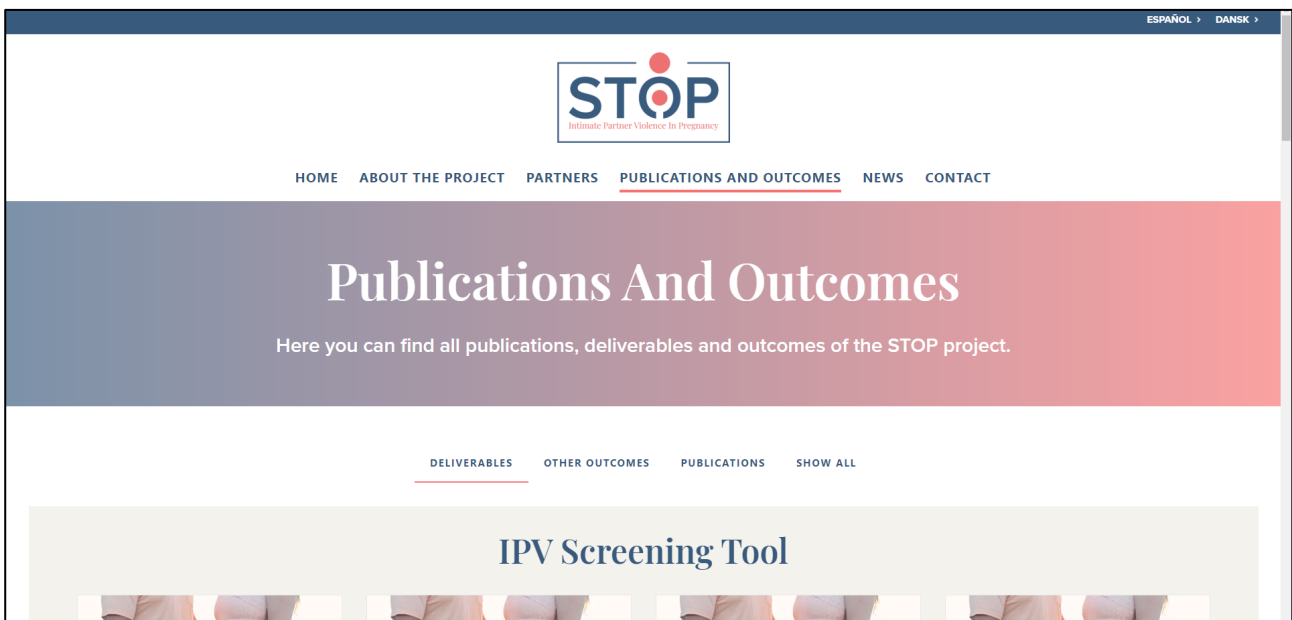 ESPAÑOL › DANSK ›
STOP
Intimate Partner Violence In Pregnancy
HOME ABOUT THE PROJECT PARTNERS PUBLICATIONS AND OUTCOMES NEWS CONTACT
Publications And Outcomes
Here you can find all publications, deliverables and outcomes of the STOP project.
DELIVERABLES OTHER OUTCOMES PUBLICATIONS SHOW ALL
IPV Screening Tool